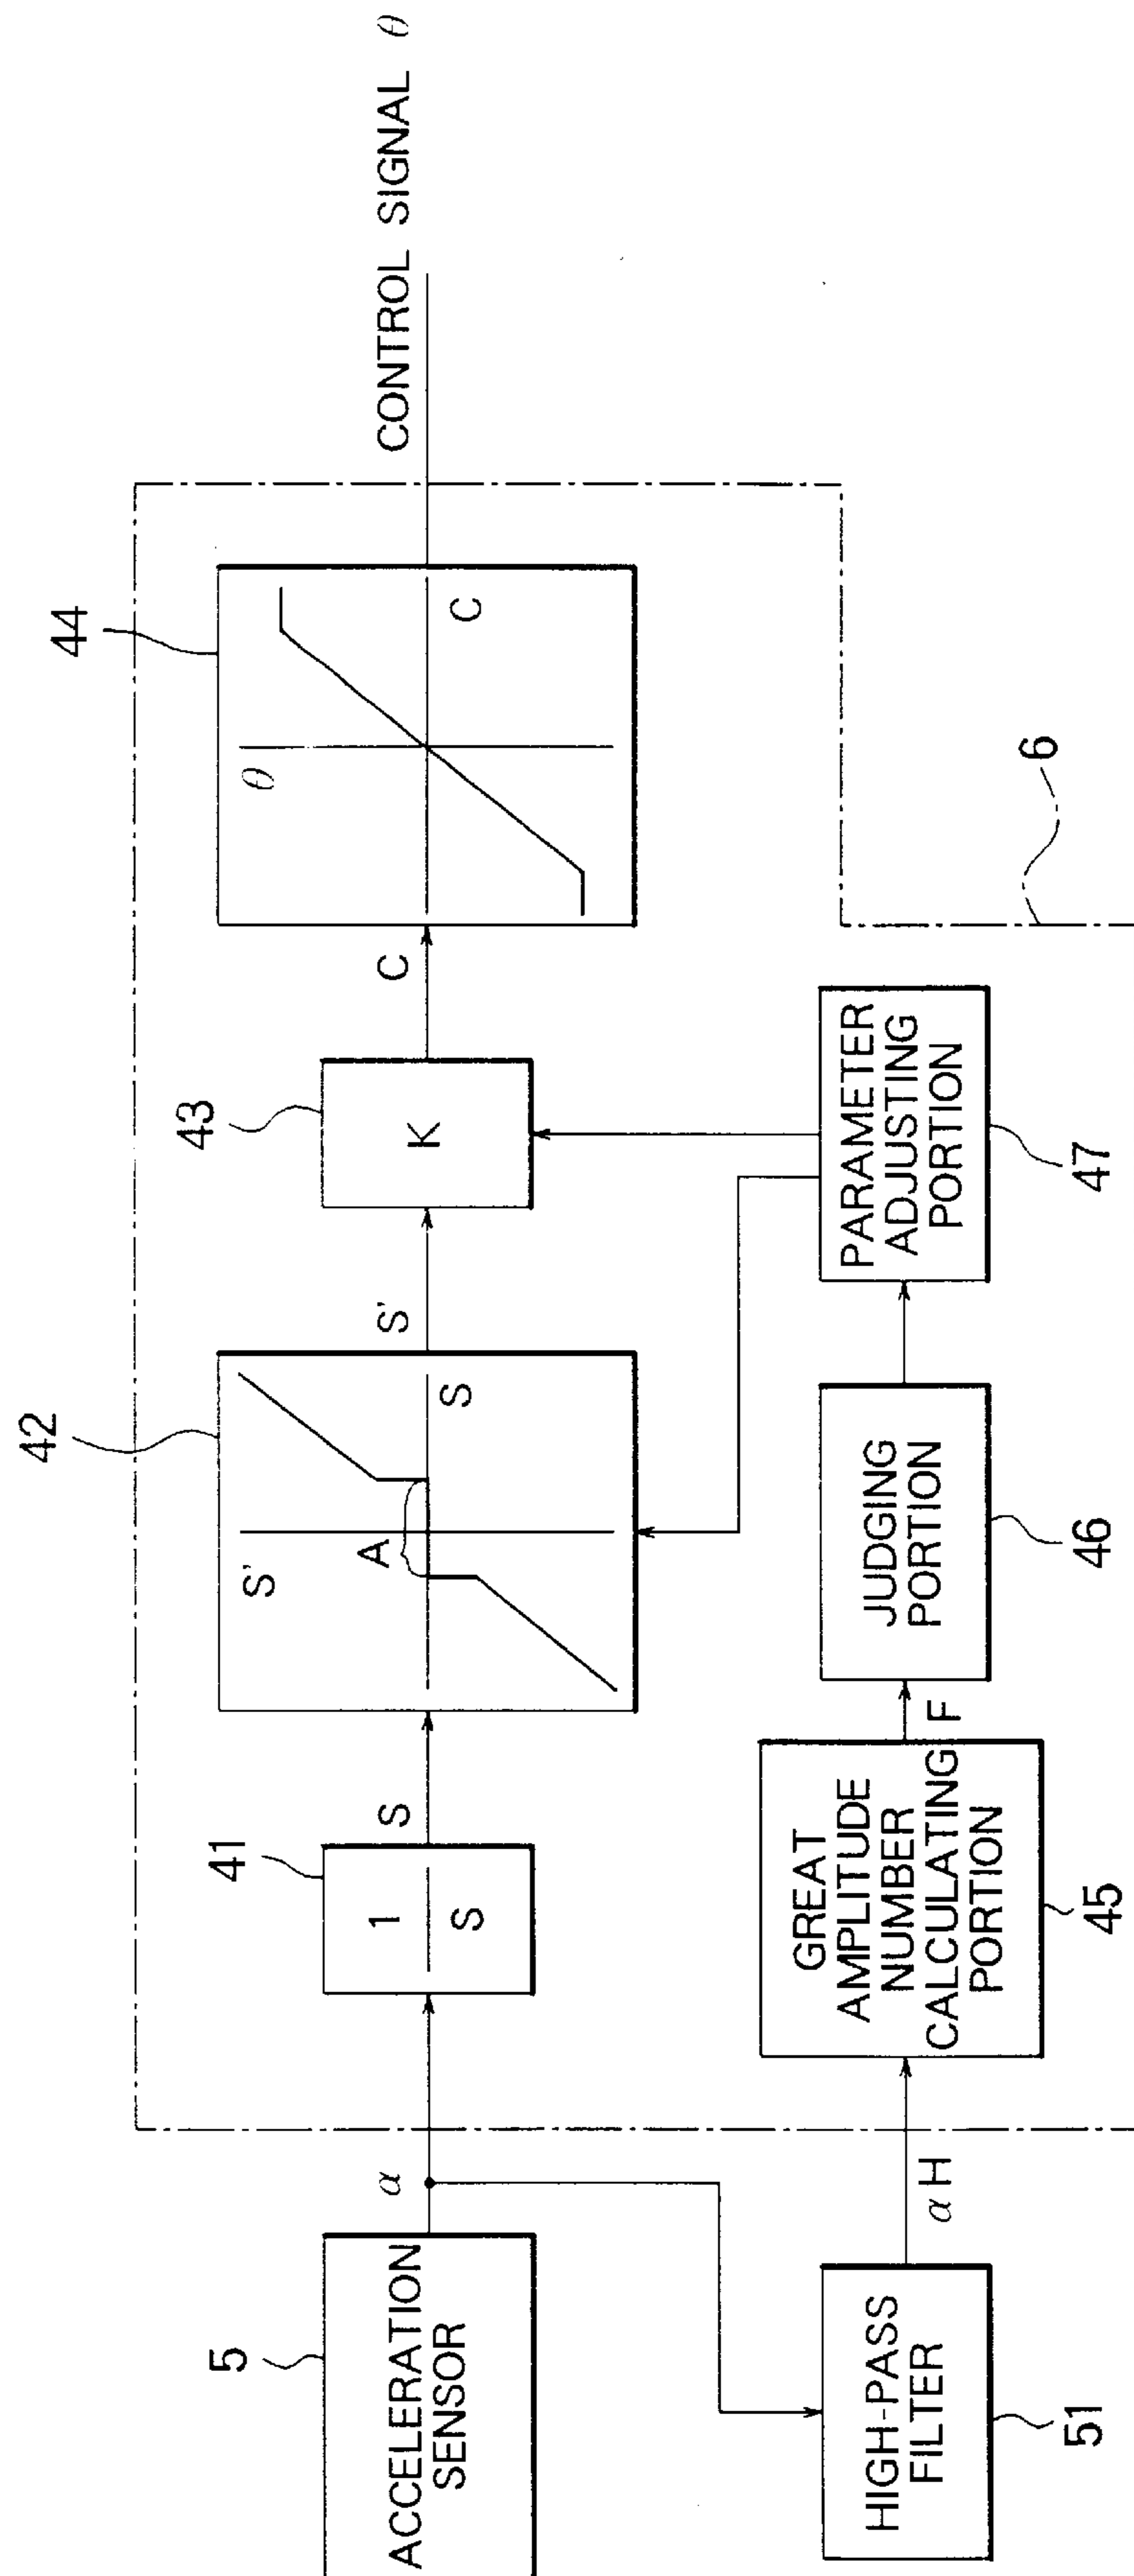 5
ACCELERATION
SENSOR
α
41
1
S
S
42
S'
A
S
S'
43
K
C
44
θ
C
CONTROL SIGNAL θ
HIGH-PASS
FILTER
51
αH
GREAT
AMPLITUDE
NUMBER
CALCULATING
PORTION
45
F
JUDGING
PORTION
46
PARAMETER
ADJUSTING
PORTION
47
6